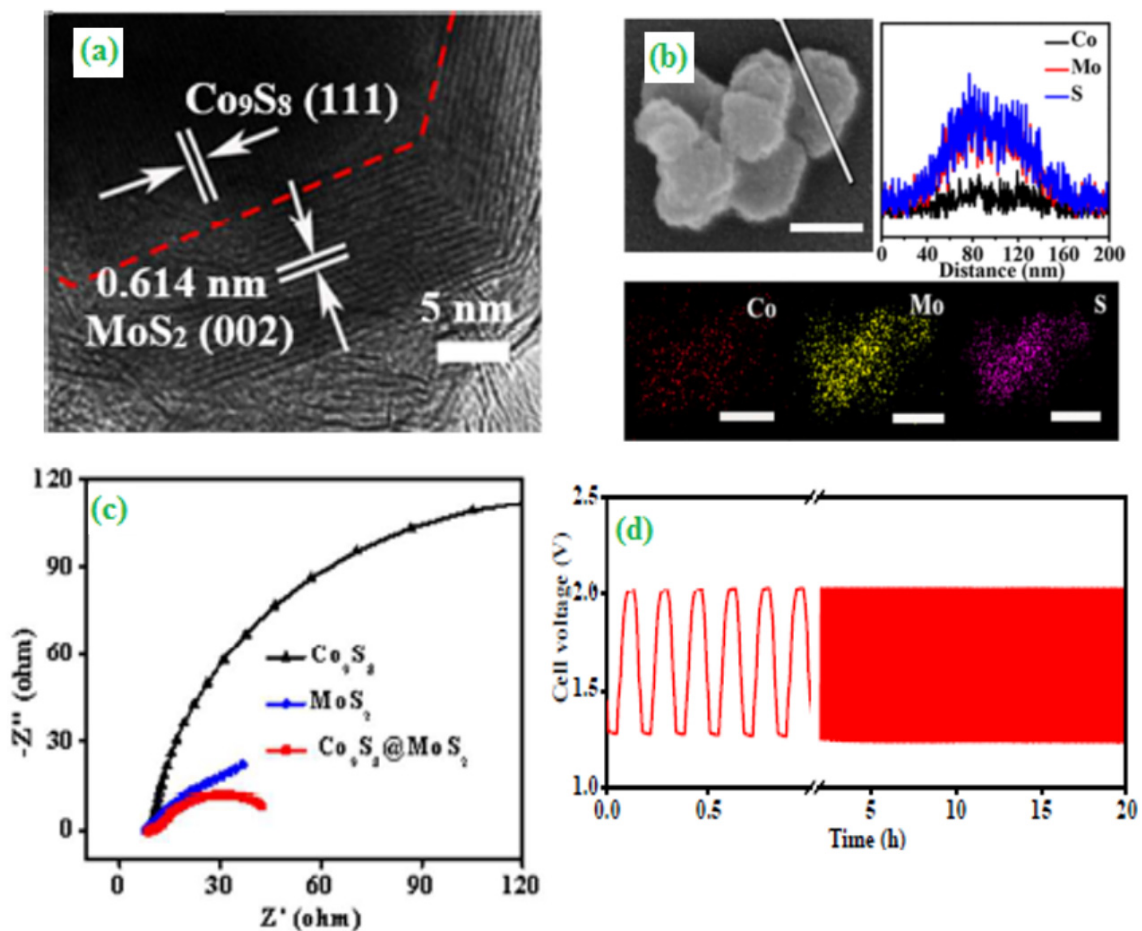 (a)
Co₉S₈ (111)
0.614 nm
MoS₂ (002)
5 nm
(b)
Co
Mo
S
0 40 80 120 160 200
Distance (nm)
Co Mo S
(c)
120
90
60
30
0
-Z'' (ohm)
Co₉S₈
MoS₂
Co₉S₈@MoS₂
0 30 60 90 120
Z' (ohm)
(d)
2.5
2.0
1.5
1.0
Cell voltage (V)
0.0 0.5 5 10 15 20
Time (h)